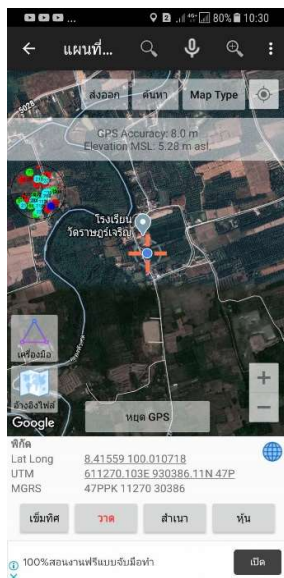 80% 10:30
แผนที่...
ส่งออก ค้นหา Map Type
GPS Accuracy: 8.0 m
Elevation MSL: 5.28 m asl
โรงเรียน
วัดราษฎร์เจริญ
เครื่องมือ
อ้างอิงไฟล์
Google
หยุด GPS
พิกัด
Lat Long 8.41559 100.010718
UTM 611270.103E 930386.11N 47P
MGRS 47PPK 11270 30386
เข็มทิศ วาด สำเนา หุ้น
100%สอนงานฟรีแบบจับมือทำ
เปิด